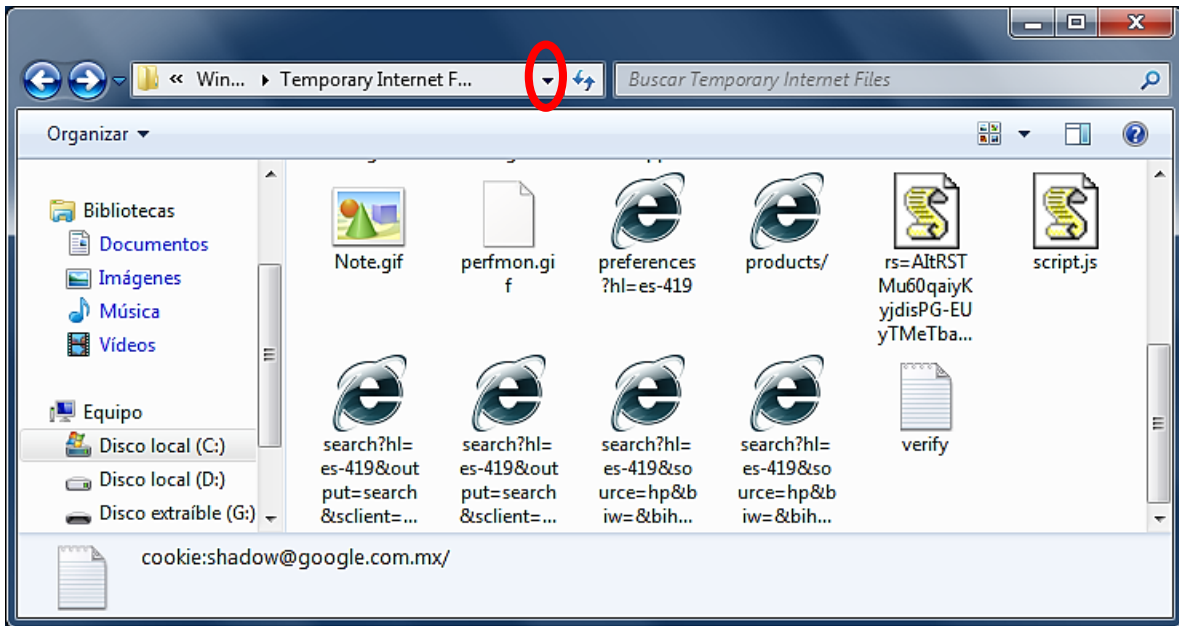 « Win... ▸ Temporary Internet F...
Buscar Temporary Internet Files
Organizar
Bibliotecas
Documentos
Imágenes
Música
Vídeos
Equipo
Disco local (C:)
Disco local (D:)
Disco extraíble (G:)
Note.gif
perfmon.gi
f
preferences
?hl=es-419
products/
rs=AItRST
Mu60qaiyK
yjdisPG-EU
yTMeTba...
script.js
search?hl=
es-419&out
put=search
&sclient=...
search?hl=
es-419&out
put=search
&sclient=...
search?hl=
es-419&so
urce=hp&b
iw=&bih...
search?hl=
es-419&so
urce=hp&b
iw=&bih...
verify
cookie:shadow@google.com.mx/